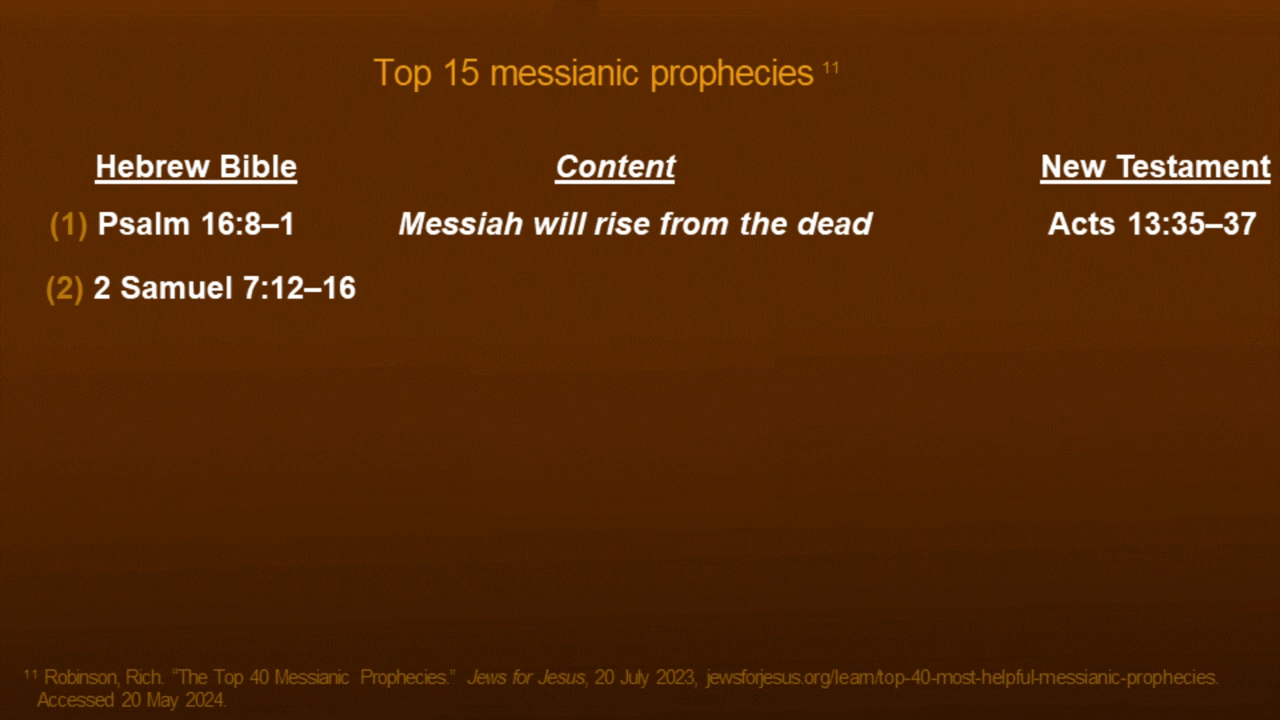 Top 15 messianic prophecies ¹¹
Hebrew Bible Content New Testament
(1) Psalm 16:8–1 Messiah will rise from the dead Acts 13:35–37
(2) 2 Samuel 7:12–16
¹¹ Robinson, Rich. “The Top 40 Messianic Prophecies.” Jews for Jesus, 20 July 2023, jewsforjesus.org/learn/top-40-most-helpful-messianic-prophecies.
Accessed 20 May 2024.